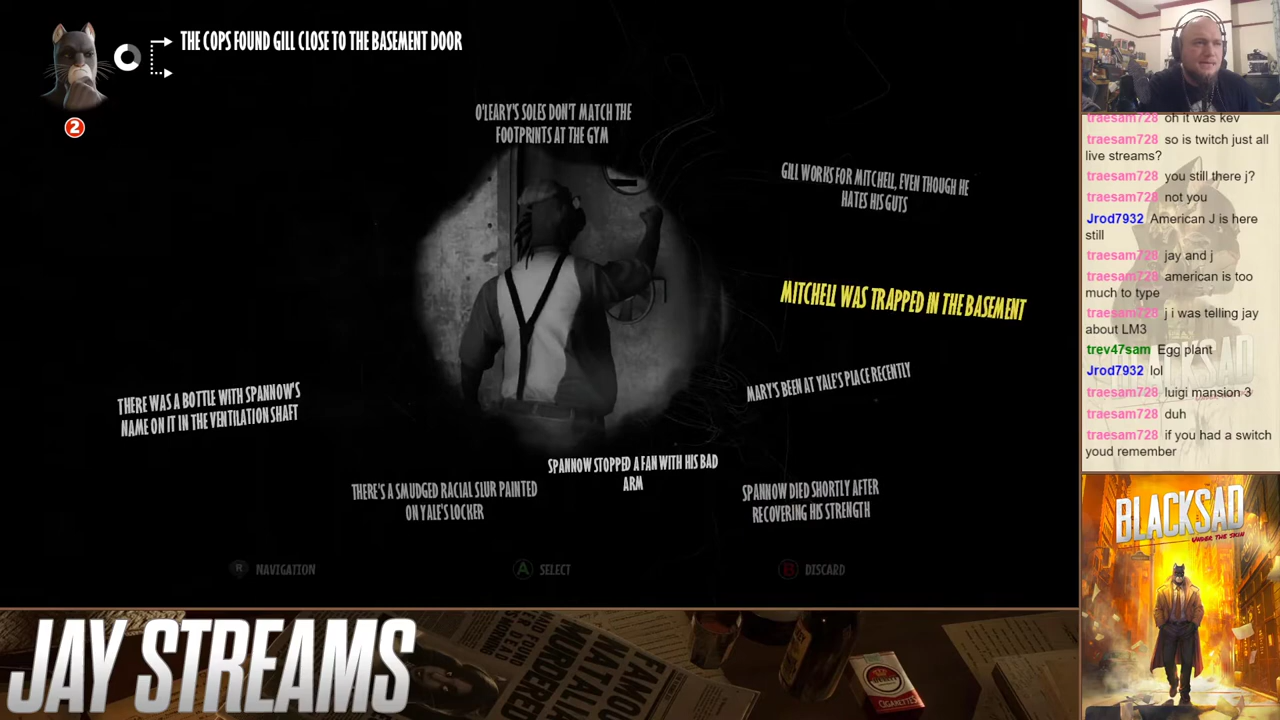 THE COPS FOUND GILL CLOSE TO THE BASEMENT DOOR
2
O'LEARY'S SOLES DON'T MATCH THE
FOOTPRINTS AT THE GYM
GILL WORKS FOR MITCHELL, EVEN THOUGH HE
HATES HIS GUTS
MITCHELL WAS TRAPPED IN THE BASEMENT
MARY'S BEEN AT YALE'S PLACE RECENTLY
THERE WAS A BOTTLE WITH SPANNOW'S
NAME ON IT IN THE VENTILATION SHAFT
SPANNOW STOPPED A FAN WITH HIS BAD
ARM
THERE'S A SMUDGED RACIAL SLUR PAINTED
ON YALE'S LOCKER
SPANNOW DIED SHORTLY AFTER
RECOVERING HIS STRENGTH
R NAVIGATION
A SELECT
B DISCARD
traesam728 oh it was kev
traesam728 so is twitch just all
live streams?
traesam728 you still there j?
traesam728 not you
Jrod7932 American J is here
still
traesam728 jay and j
traesam728 american is too
much to type
traesam728 j i was telling jay
about LM3
trev47sam Egg plant
Jrod7932 lol
traesam728 luigi mansion 3
traesam728 duh
traesam728 if you had a switch
youd remember
BLACKSAD
UNDER THE SKIN
JAY STREAMS
MURDERED
CIGARETTES